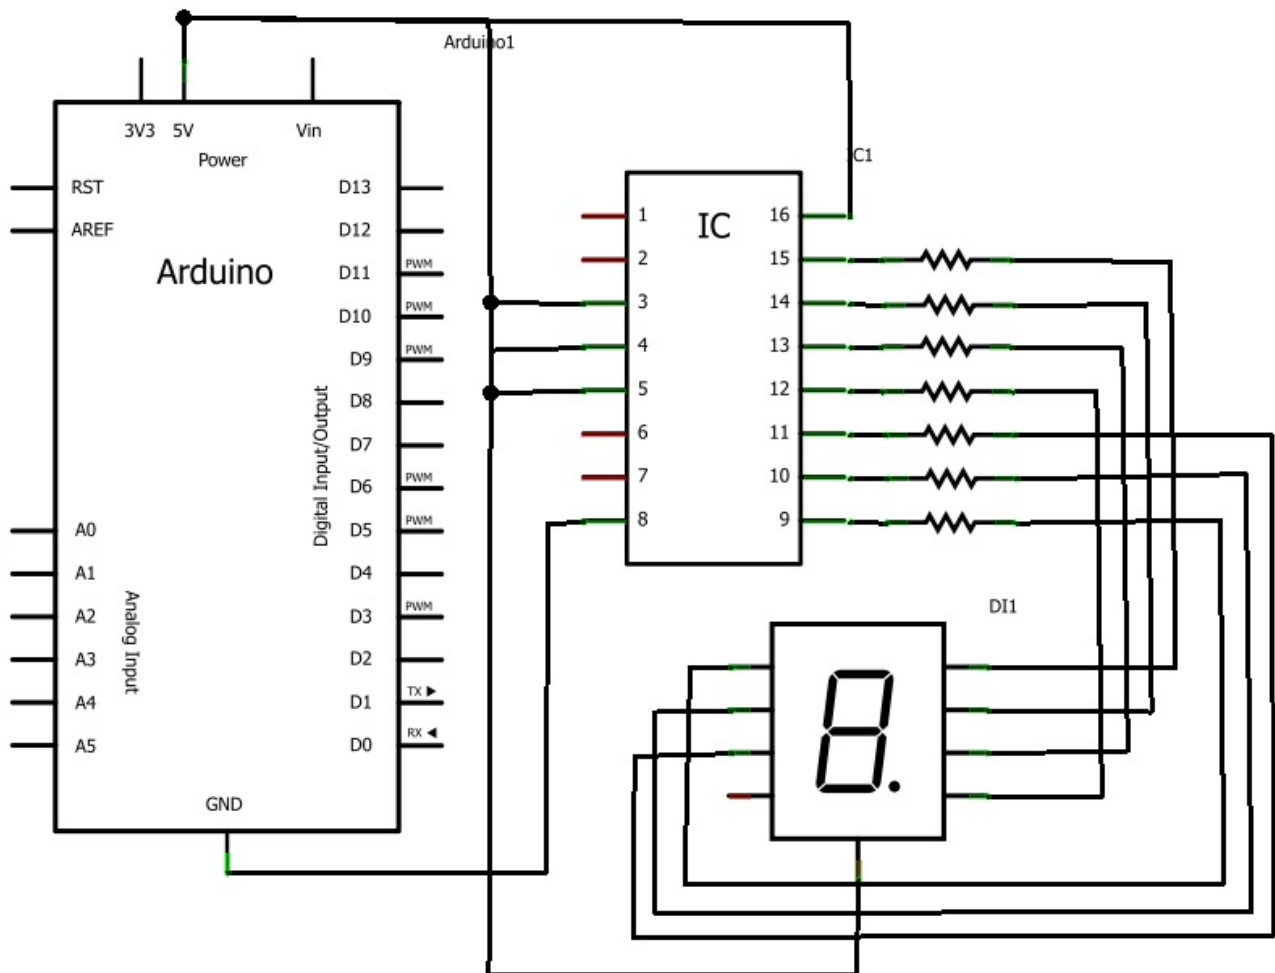 Arduino1
3V3 5V Vin
Power
RST D13
AREF D12
Arduino
D11 PWM
D10 PWM
D9 PWM
D8
D7
D6 PWM
A0 D5 PWM
A1 D4
A2 D3 PWM
A3 D2
A4 D1 TX
A5 D0 RX
Digital Input/Output
Analog Input
GND
C1
IC
1 16
2 15
3 14
4 13
5 12
6 11
7 10
8 9
DI1